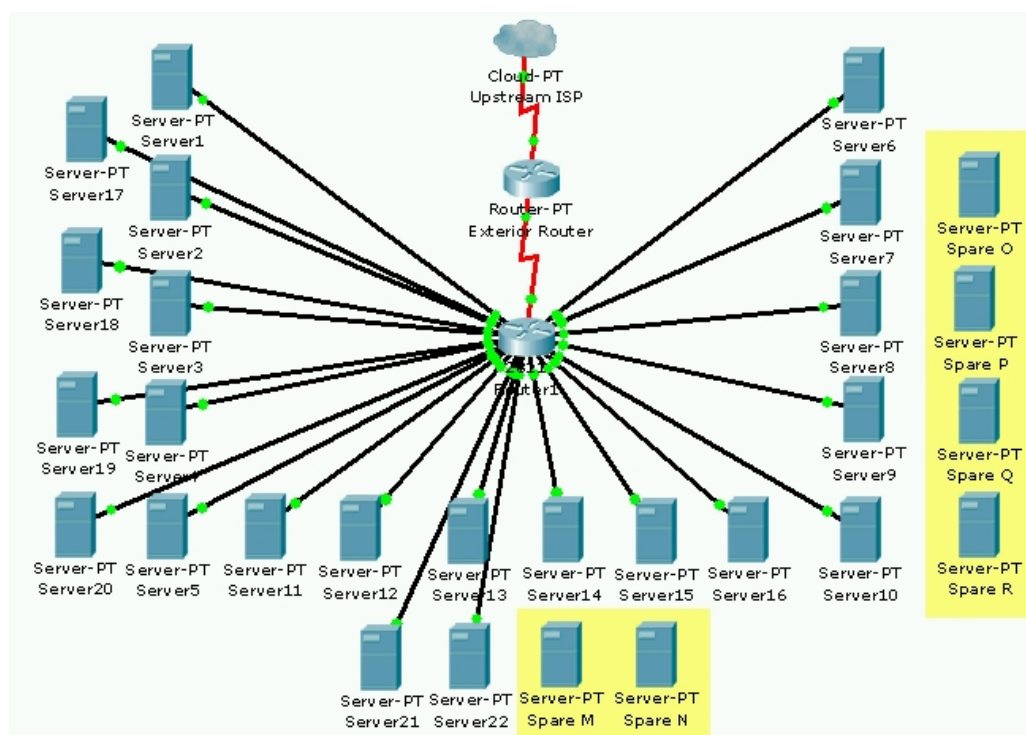 Cloud-PT
Upstream ISP
Server-PT
Server1
Server-PT
Server6
Server-PT
Server17
Router-PT
Exterior Router
Server-PT
Server2
Server-PT
Server7
Server-PT
Spare O
Server-PT
Server18
Server-PT
Server3
Router1
Server-PT
Server8
Server-PT
Spare P
Server-PT
Server19
Server-PT
Server-PT
Server9
Server-PT
Spare Q
Server-PT
Server20
Server-PT
Server5
Server-PT
Server11
Server-PT
Server12
Server-PT
Server13
Server-PT
Server14
Server-PT
Server15
Server-PT
Server16
Server-PT
Server10
Server-PT
Spare R
Server-PT
Server21
Server-PT
Server22
Server-PT
Spare M
Server-PT
Spare N